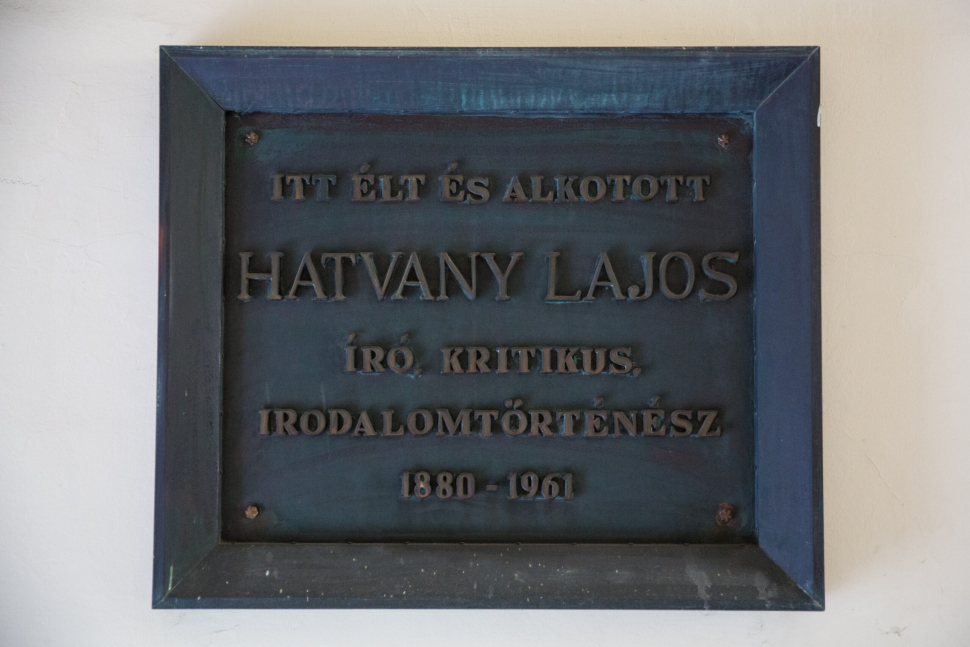 ITT ÉLT ÉS ALKOTOTT
HATVANY LAJOS
ÍRÓ, KRITIKUS,
IRODALOMTÖRTÉNÉSZ
1880 - 1961